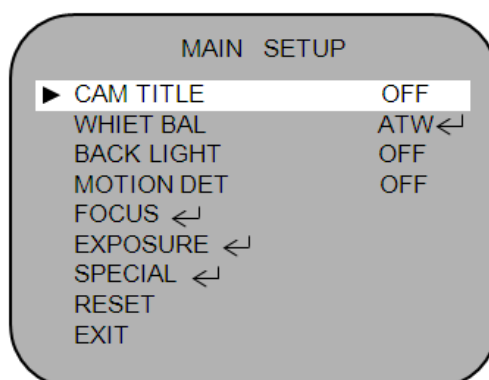 MAIN SETUP
► CAM TITLE OFF
WHIET BAL ATW↵
BACK LIGHT OFF
MOTION DET OFF
FOCUS ↵
EXPOSURE ↵
SPECIAL ↵
RESET
EXIT